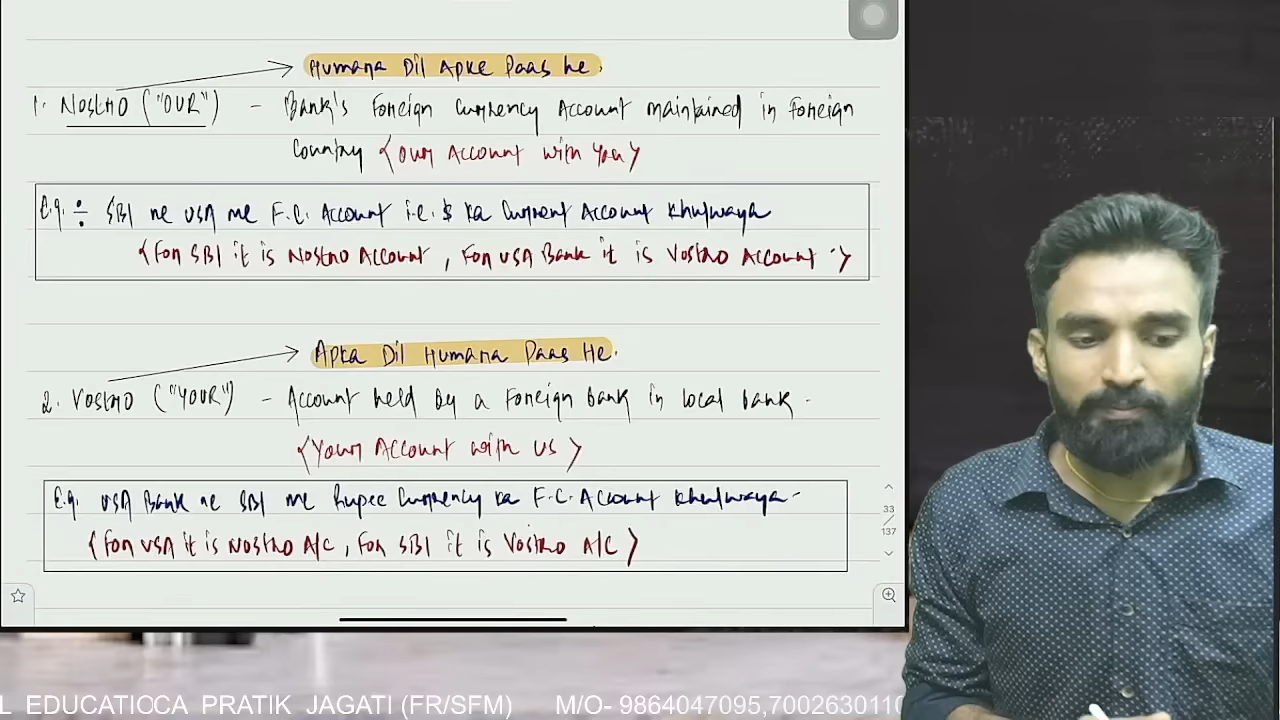 Humara Dil Apke Paas he.
1. Nostro ("OUR") - Bank's Foreign Currency Account maintained in Foreign
Country <our Account with you>
E.g. ÷ SBI ne USA me F.C. Account i.e. $ ka Current Account khulwaya
<For SBI it is Nostro Account, For USA Bank it is Vostro Account :>
Apka Dil Humara Paas He.
2. Vostro ("YOUR") - Account held by a Foreign bank in local bank.
<Your Account with us>
E.g. USA Bank ne SBI me Rupee Currency ka F.C. Account khulwaya-
<For USA it is Nostro A/C, For SBI it is Vostro A/C>
33
/
137
L EDUCATIOCA PRATIK JAGATI (FR/SFM) M/O- 9864047095,7002630110